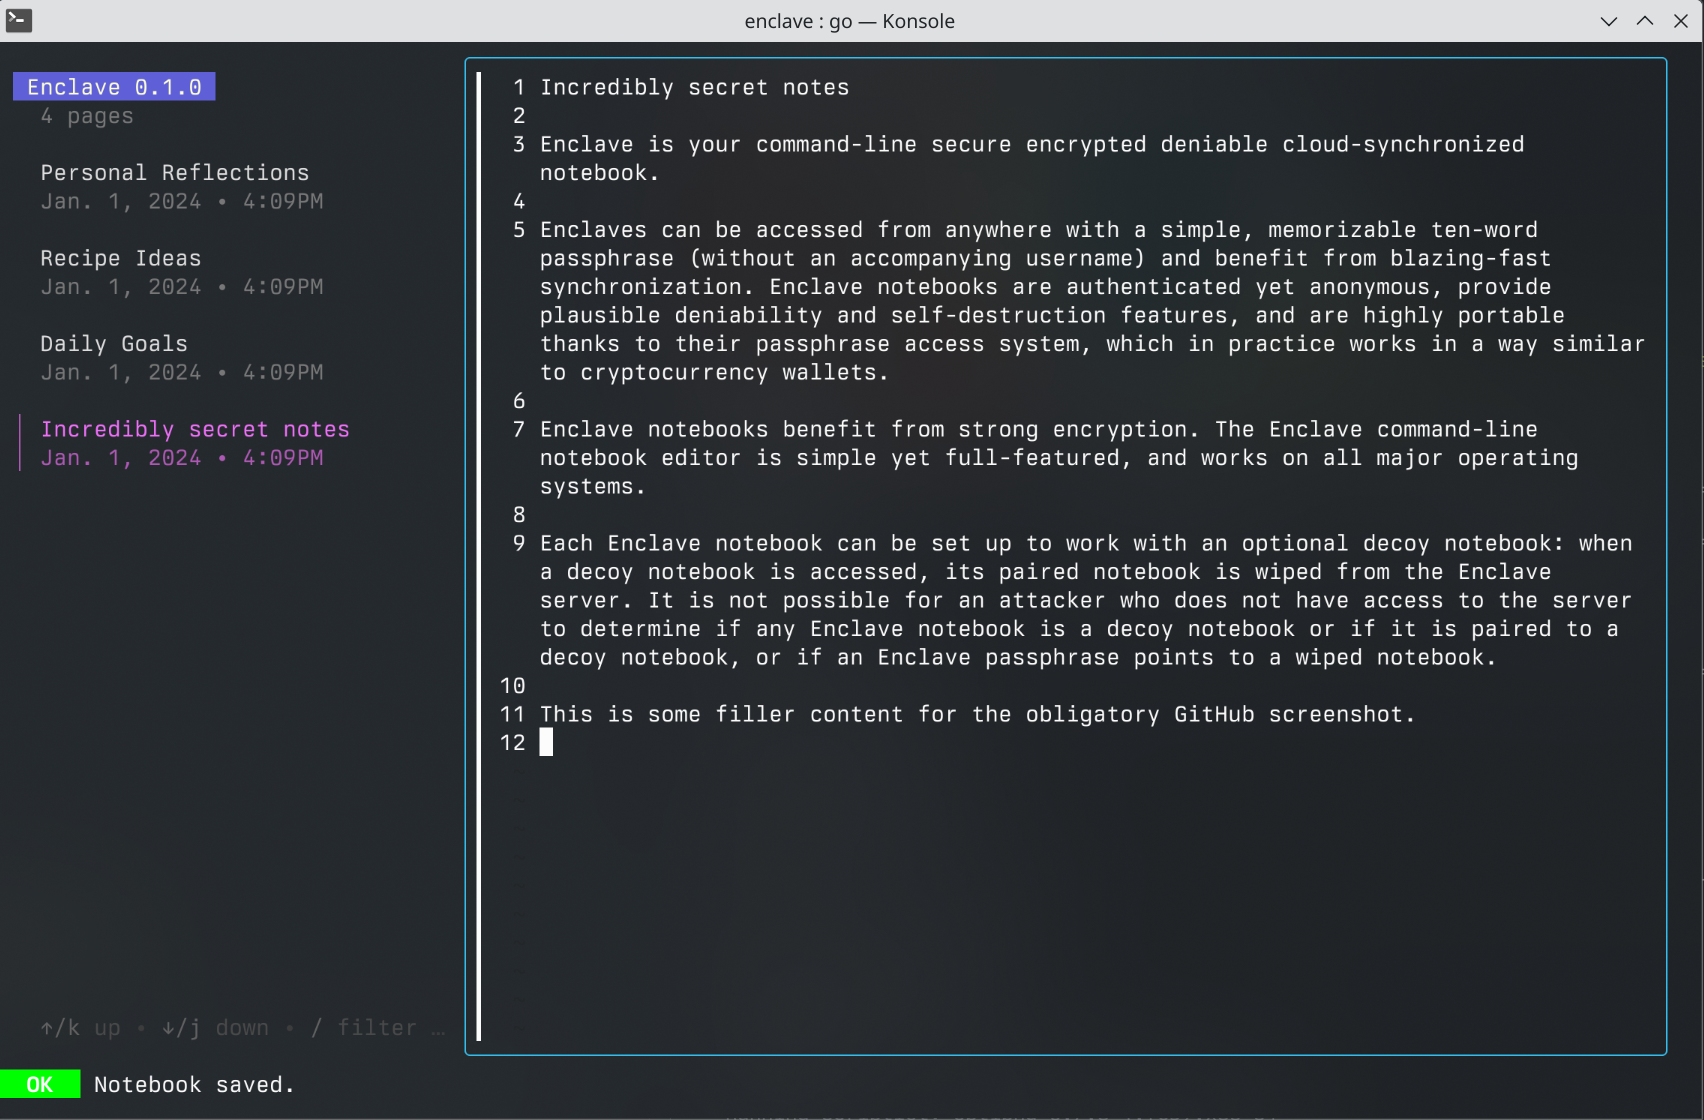 enclave : go — Konsole
Enclave 0.1.0
4 pages
Personal Reflections
Jan. 1, 2024 • 4:09PM
Recipe Ideas
Jan. 1, 2024 • 4:09PM
Daily Goals
Jan. 1, 2024 • 4:09PM
Incredibly secret notes
Jan. 1, 2024 • 4:09PM
↑/k up • ↓/j down • / filter …
1 Incredibly secret notes
2
3 Enclave is your command-line secure encrypted deniable cloud-synchronized
notebook.
4
5 Enclaves can be accessed from anywhere with a simple, memorizable ten-word
passphrase (without an accompanying username) and benefit from blazing-fast
synchronization. Enclave notebooks are authenticated yet anonymous, provide
plausible deniability and self-destruction features, and are highly portable
thanks to their passphrase access system, which in practice works in a way similar
to cryptocurrency wallets.
6
7 Enclave notebooks benefit from strong encryption. The Enclave command-line
notebook editor is simple yet full-featured, and works on all major operating
systems.
8
9 Each Enclave notebook can be set up to work with an optional decoy notebook: when
a decoy notebook is accessed, its paired notebook is wiped from the Enclave
server. It is not possible for an attacker who does not have access to the server
to determine if any Enclave notebook is a decoy notebook or if it is paired to a
decoy notebook, or if an Enclave passphrase points to a wiped notebook.
10
11 This is some filler content for the obligatory GitHub screenshot.
12
OK Notebook saved.